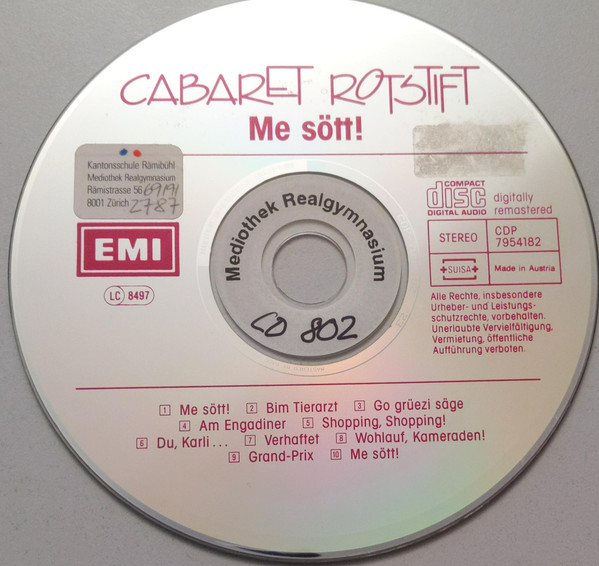 CABARET ROTSTIFT
Me sött!
Kantonsschule Rämibühl
Mediothek Realgymnasium
Rämistrasse 56
8001 Zürich 2787
EMI
LC 8497
Mediothek Realgymnasium
CD 802
COMPACT
disc
DIGITAL AUDIO
digitally
remastered
STEREO
CDP
7954182
SUISA
Made in Austria
Alle Rechte, insbesondere
Urheber- und Leistungs-
schutzrechte, vorbehalten.
Unerlaubte Vervielfältigung,
Vermietung, öffentliche
Aufführung verboten.
1 Me sött! 2 Bim Tierarzt 3 Go grüezi säge
4 Am Engadiner 5 Shopping, Shopping!
6 Du, Karli... 7 Verhaftet 8 Wohlauf, Kameraden!
9 Grand-Prix 10 Me sött!